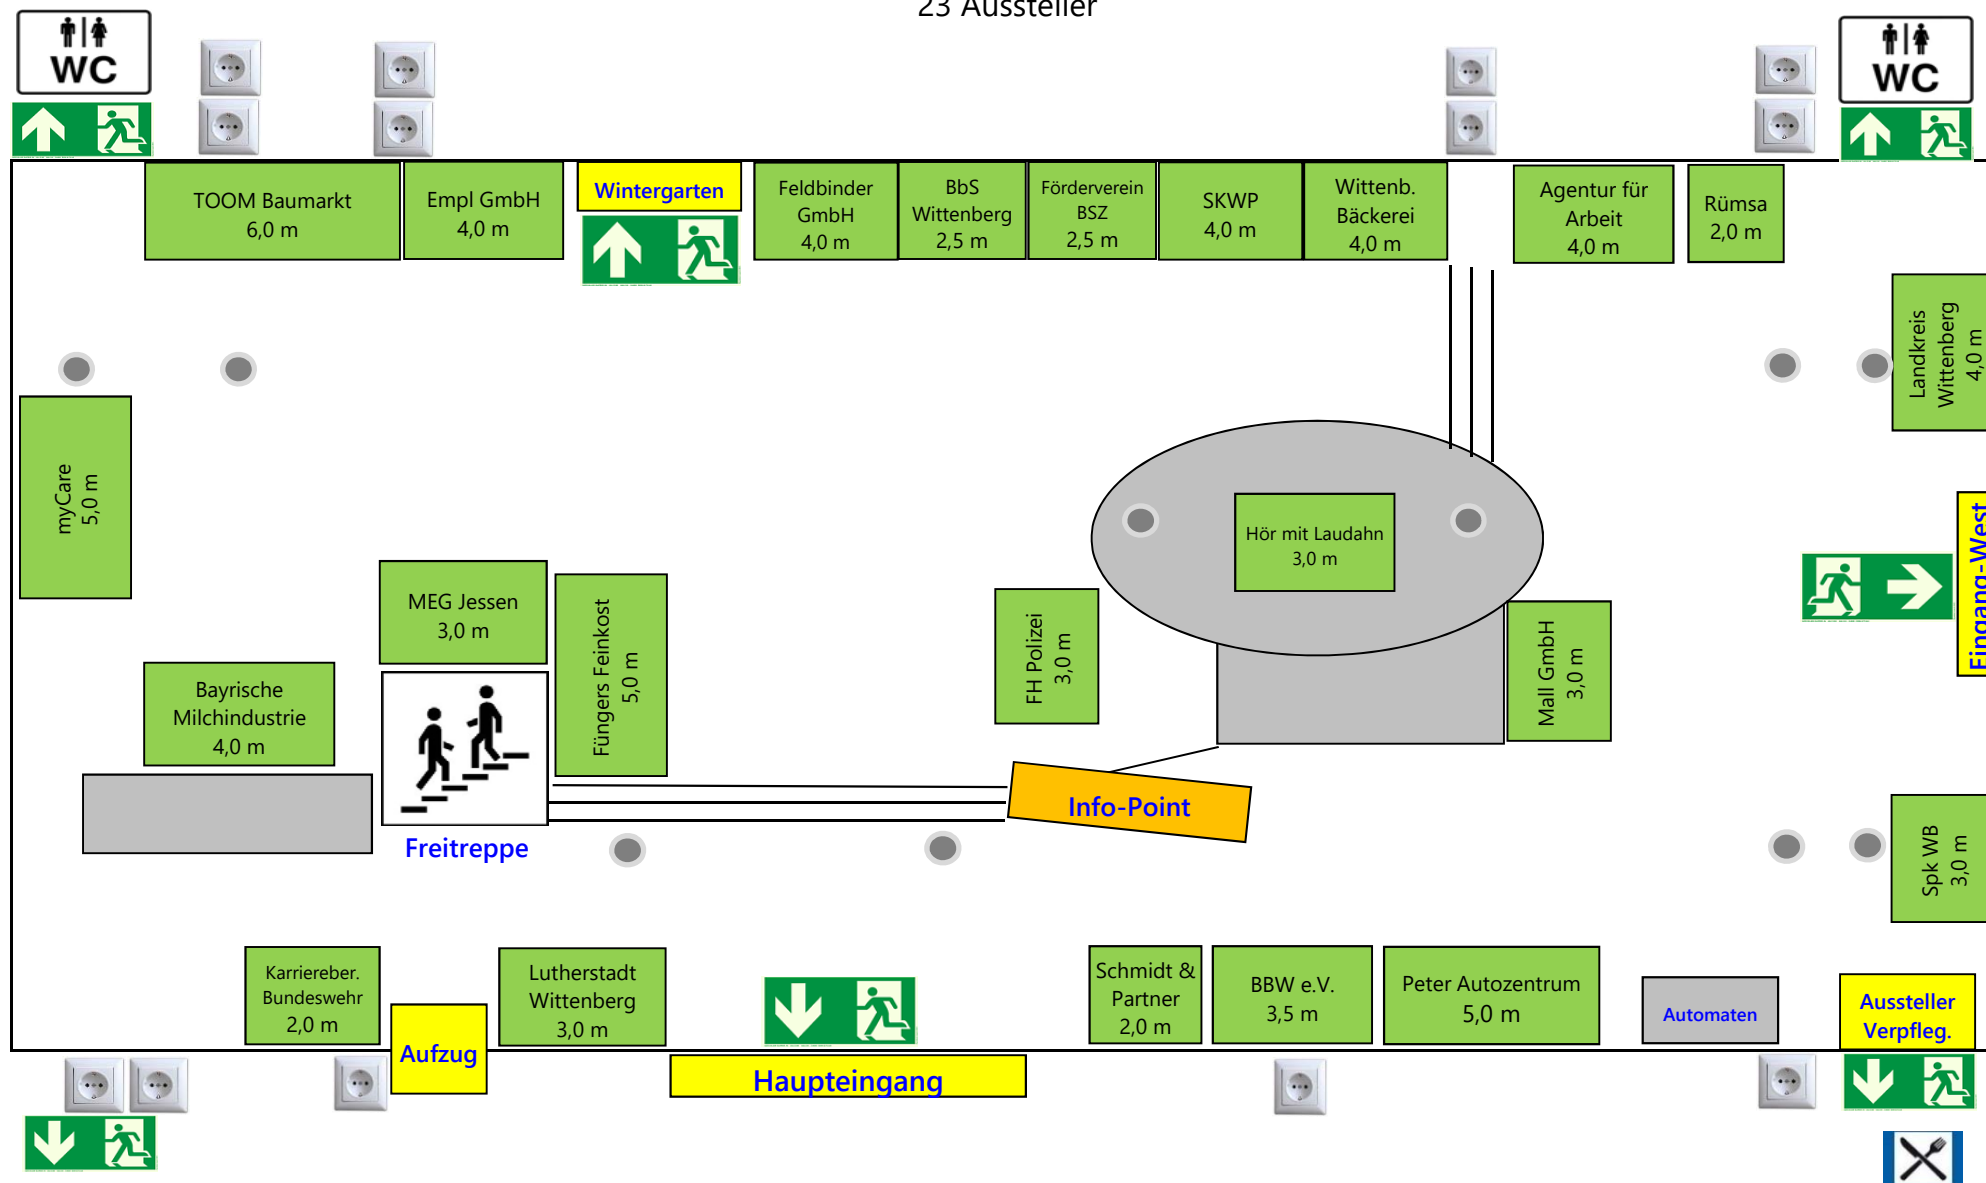 23 Aussteller
WC
WC
TOOM Baumarkt
6,0 m
Empl GmbH
4,0 m
Wintergarten
Feldbinder
GmbH
4,0 m
BbS
Wittenberg
2,5 m
Förderverein
BSZ
2,5 m
SKWP
4,0 m
Wittenb.
Bäckerei
4,0 m
Agentur für
Arbeit
4,0 m
Rümsa
2,0 m
Landkreis
Wittenberg
4,0 m
myCare
5,0 m
Hör mit Laudahn
3,0 m
Eingang-West
MEG Jessen
3,0 m
Füngers Feinkost
5,0 m
FH Polizei
3,0 m
Mall GmbH
3,0 m
Bayrische
Milchindustrie
4,0 m
Info-Point
Freitreppe
Spk WB
3,0 m
Karriereber.
Bundeswehr
2,0 m
Aufzug
Lutherstadt
Wittenberg
3,0 m
Haupteingang
Schmidt &
Partner
2,0 m
BBW e.V.
3,5 m
Peter Autozentrum
5,0 m
Automaten
Aussteller
Verpfleg.